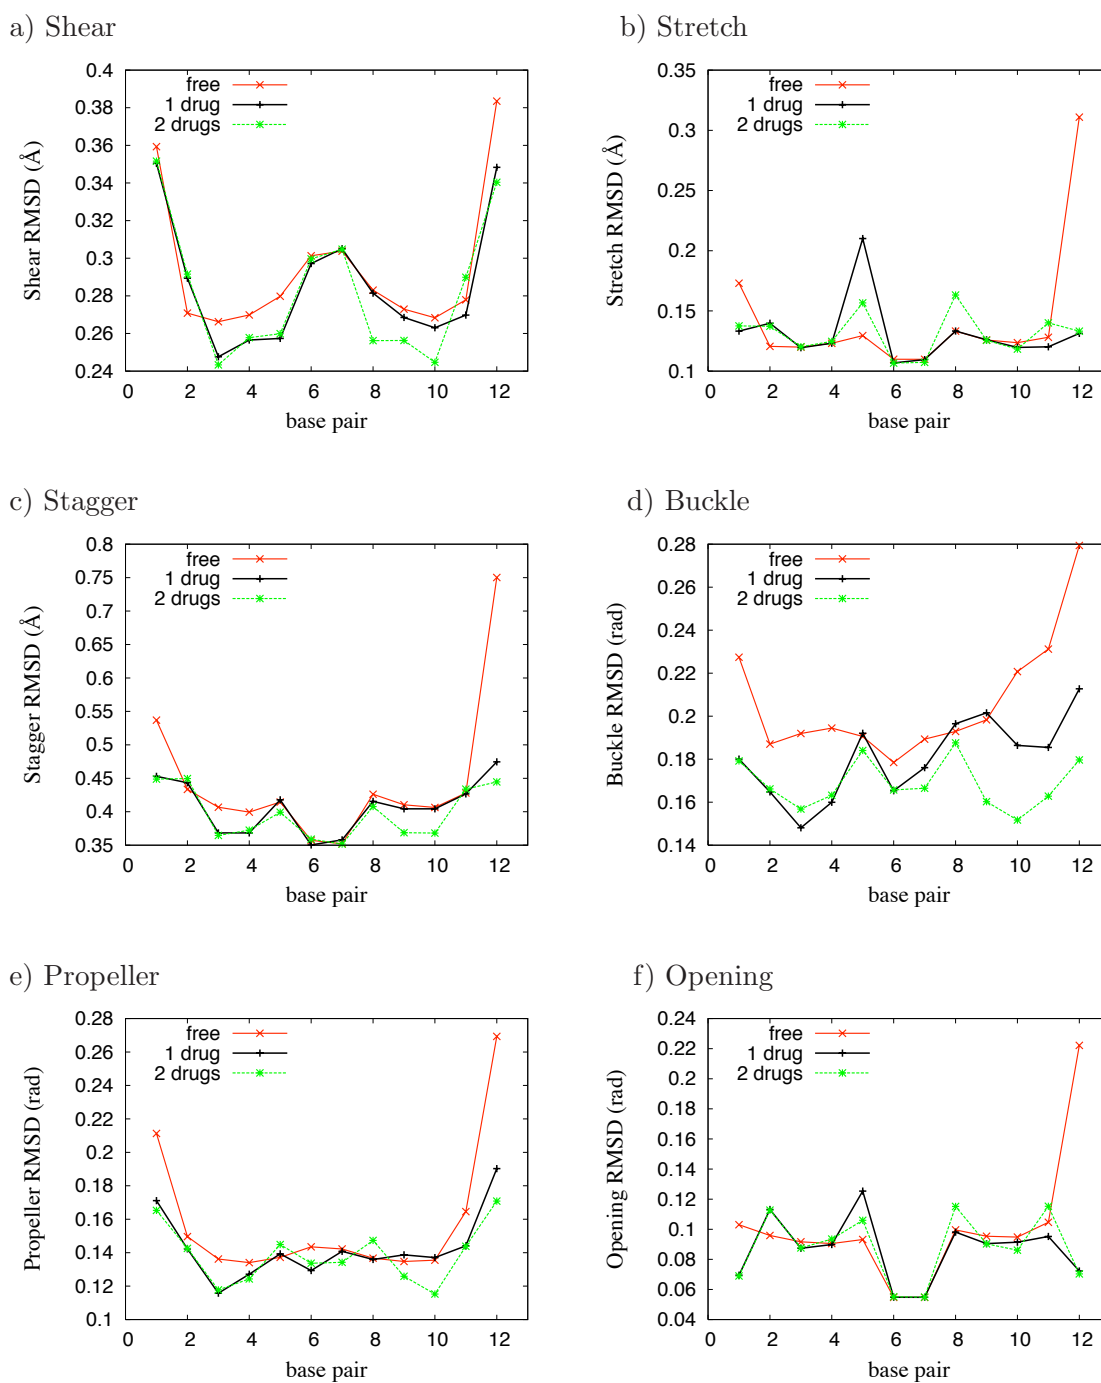 a) Shear
0.4
0.38
0.36
0.34
0.32
0.3
0.28
0.26
0.24
0 2 4 6 8 10 12
free
1 drug
2 drugs
Shear RMSD (Å)
base pair
b) Stretch
0.35
0.3
0.25
0.2
0.15
0.1
0 2 4 6 8 10 12
free
1 drug
2 drugs
Stretch RMSD (Å)
base pair
c) Stagger
0.8
0.75
0.7
0.65
0.6
0.55
0.5
0.45
0.4
0.35
0 2 4 6 8 10 12
free
1 drug
2 drugs
Stagger RMSD (Å)
base pair
d) Buckle
0.28
0.26
0.24
0.22
0.2
0.18
0.16
0.14
0 2 4 6 8 10 12
free
1 drug
2 drugs
Buckle RMSD (rad)
base pair
e) Propeller
0.28
0.26
0.24
0.22
0.2
0.18
0.16
0.14
0.12
0.1
0 2 4 6 8 10 12
free
1 drug
2 drugs
Propeller RMSD (rad)
base pair
f) Opening
0.24
0.22
0.2
0.18
0.16
0.14
0.12
0.1
0.08
0.06
0.04
0 2 4 6 8 10 12
free
1 drug
2 drugs
Opening RMSD (rad)
base pair